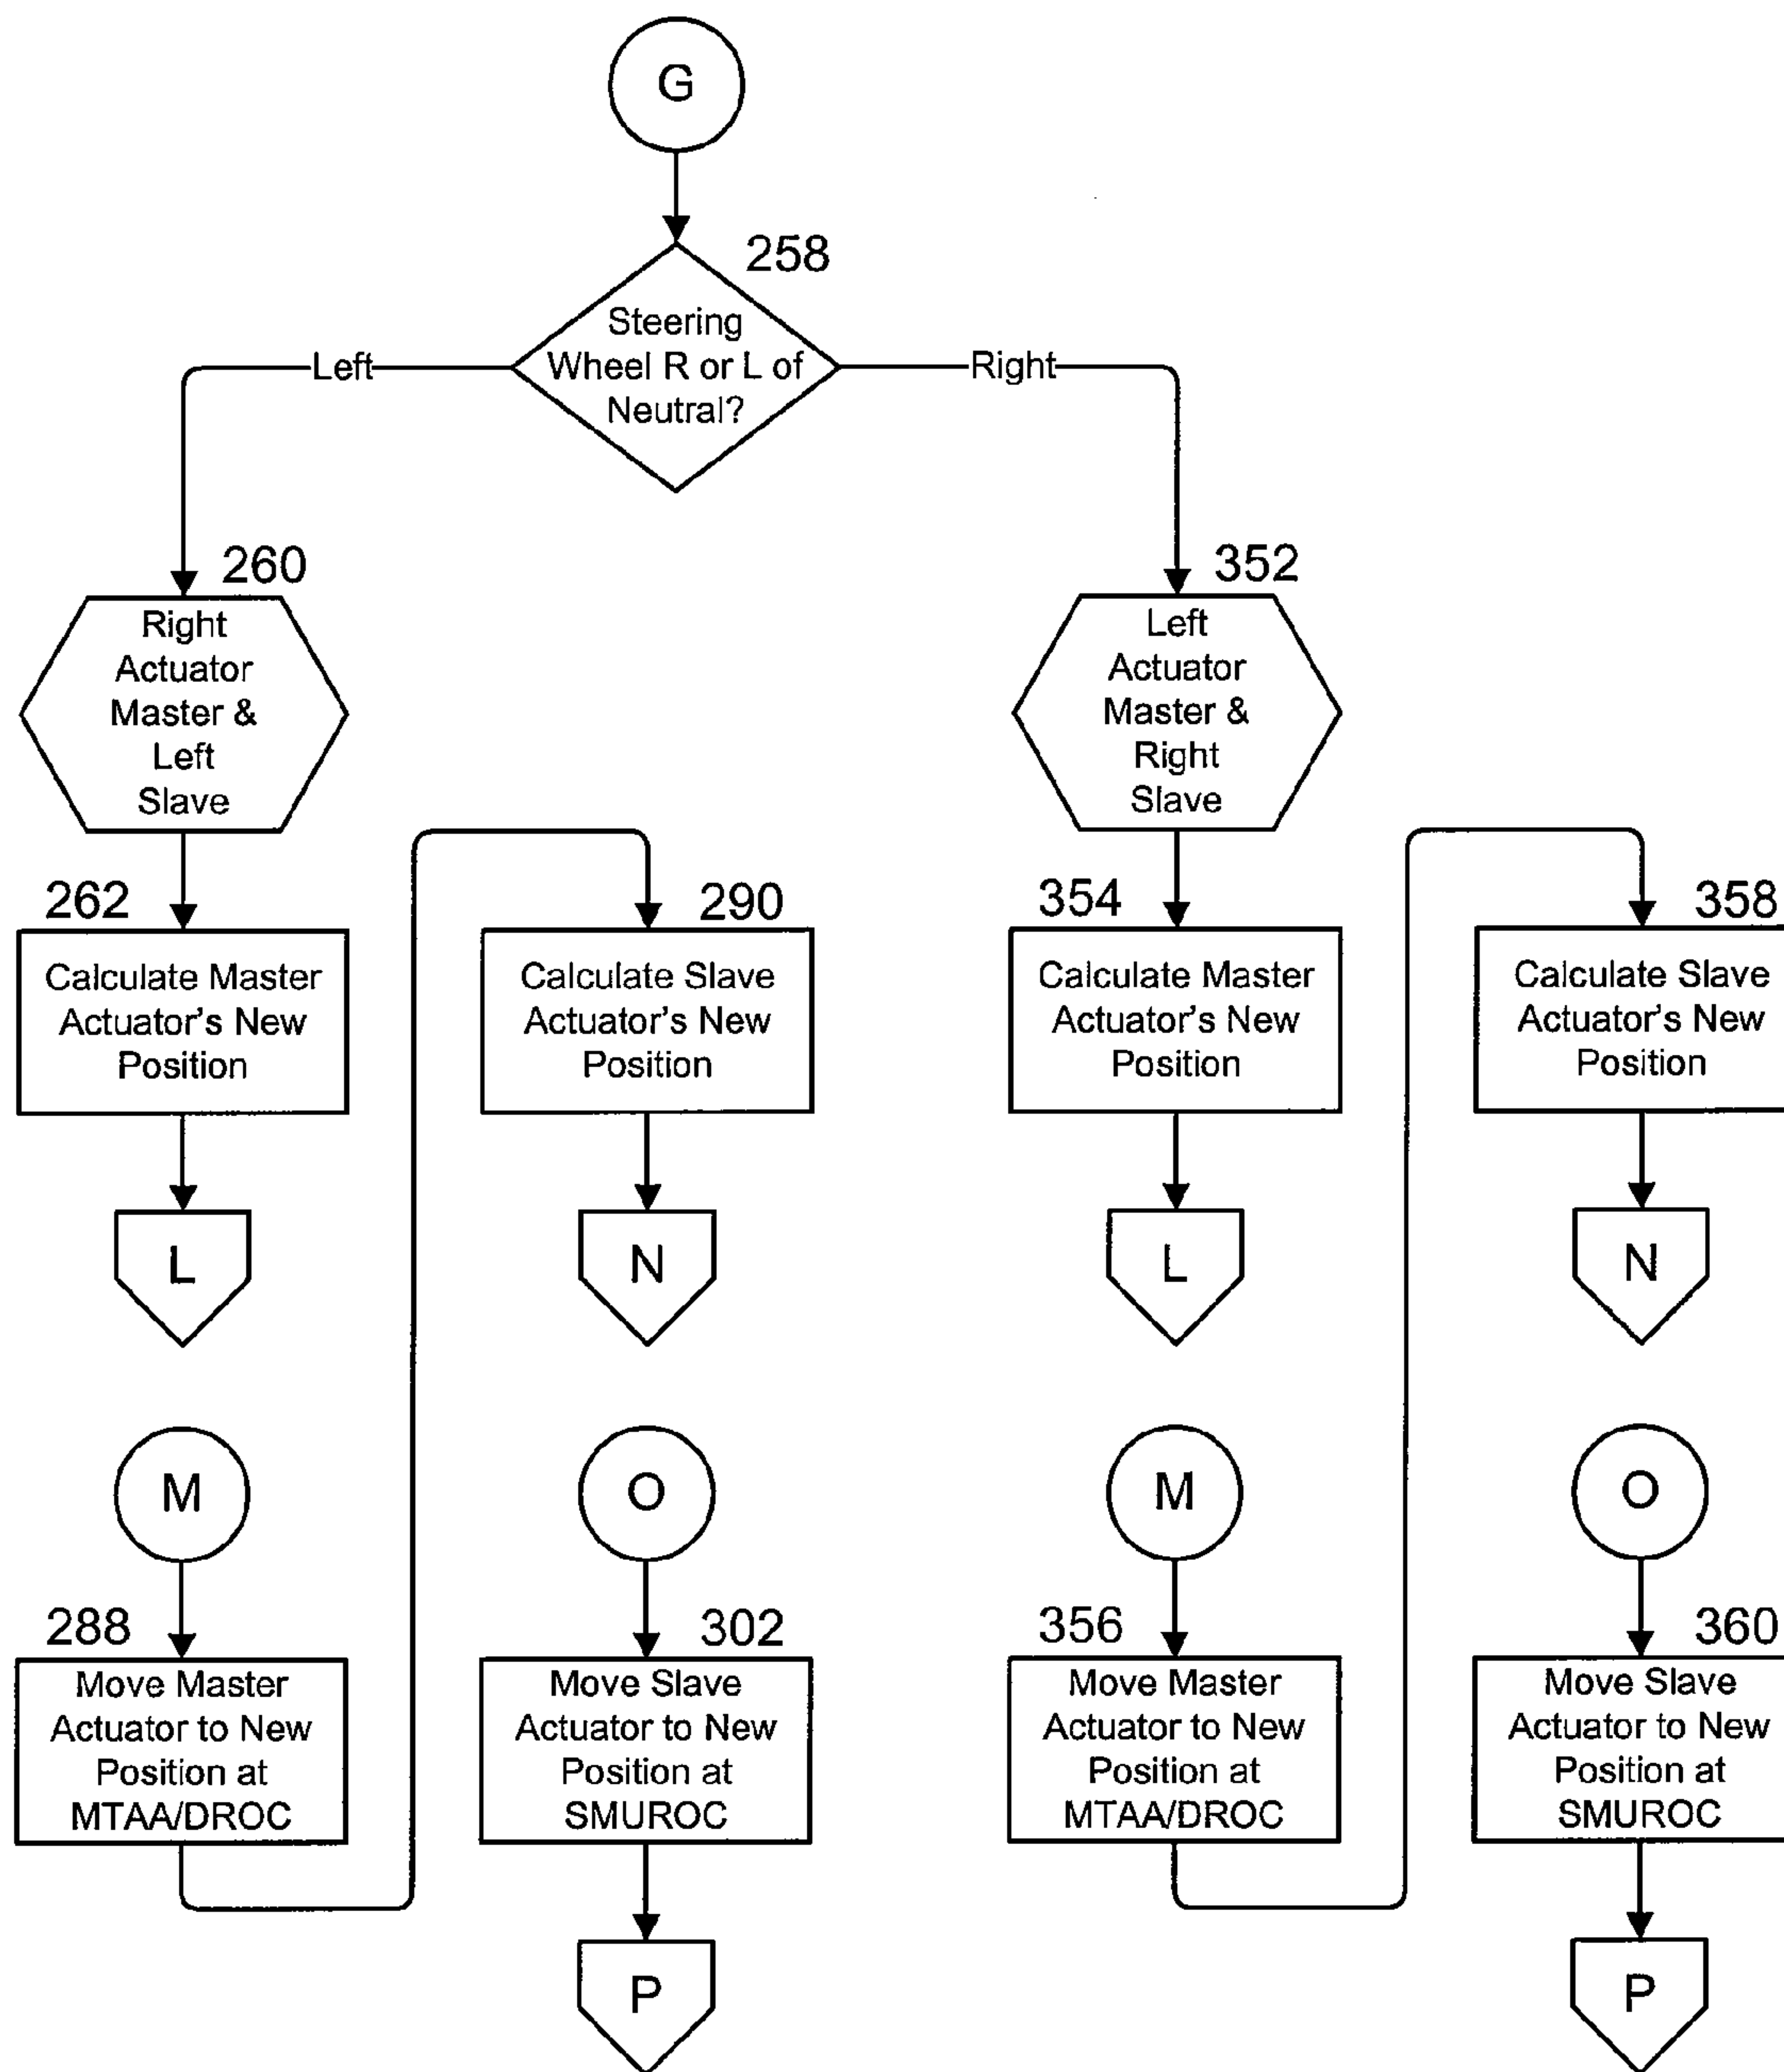 G
258
Steering
Wheel R or L of
Neutral?
Left
Right
260
Right
Actuator
Master &
Left
Slave
352
Left
Actuator
Master &
Right
Slave
262
Calculate Master
Actuator's New
Position
290
Calculate Slave
Actuator's New
Position
354
Calculate Master
Actuator's New
Position
358
Calculate Slave
Actuator's New
Position
L
N
L
N
M
O
M
O
288
Move Master
Actuator to New
Position at
MTAA/DROC
302
Move Slave
Actuator to New
Position at
SMUROC
356
Move Master
Actuator to New
Position at
MTAA/DROC
360
Move Slave
Actuator to New
Position at
SMUROC
P
P